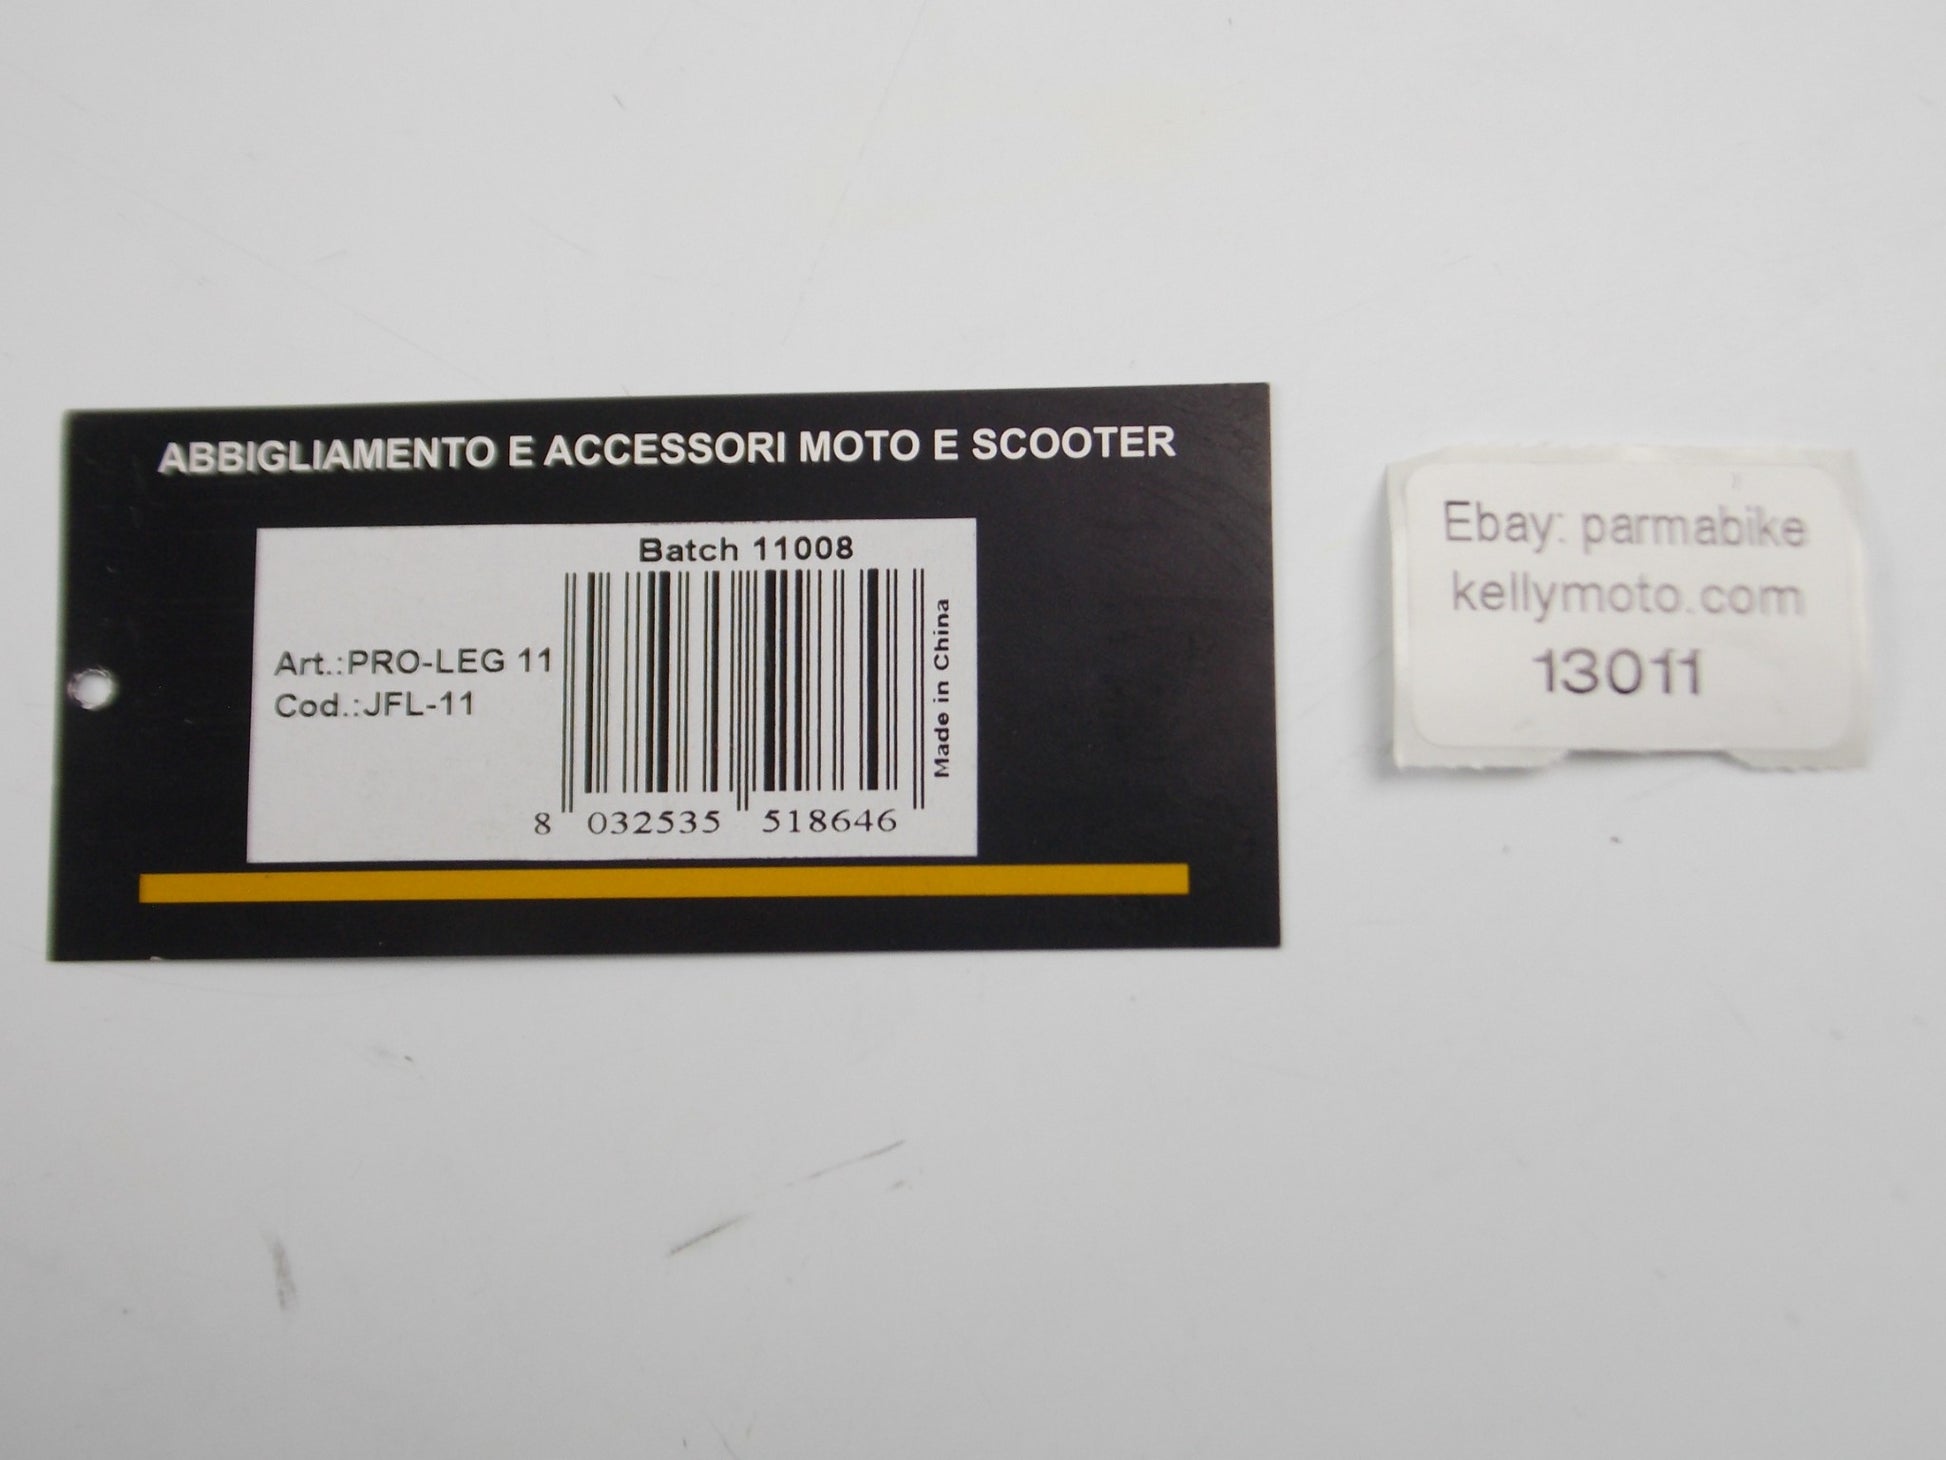 ABBIGLIAMENTO E ACCESSORI MOTO E SCOOTER
Batch 11008
Art.:PRO-LEG 11
Cod.:JFL-11
Made in China
8 032535 518646
Ebay: parmabike
kellymoto.com
13011